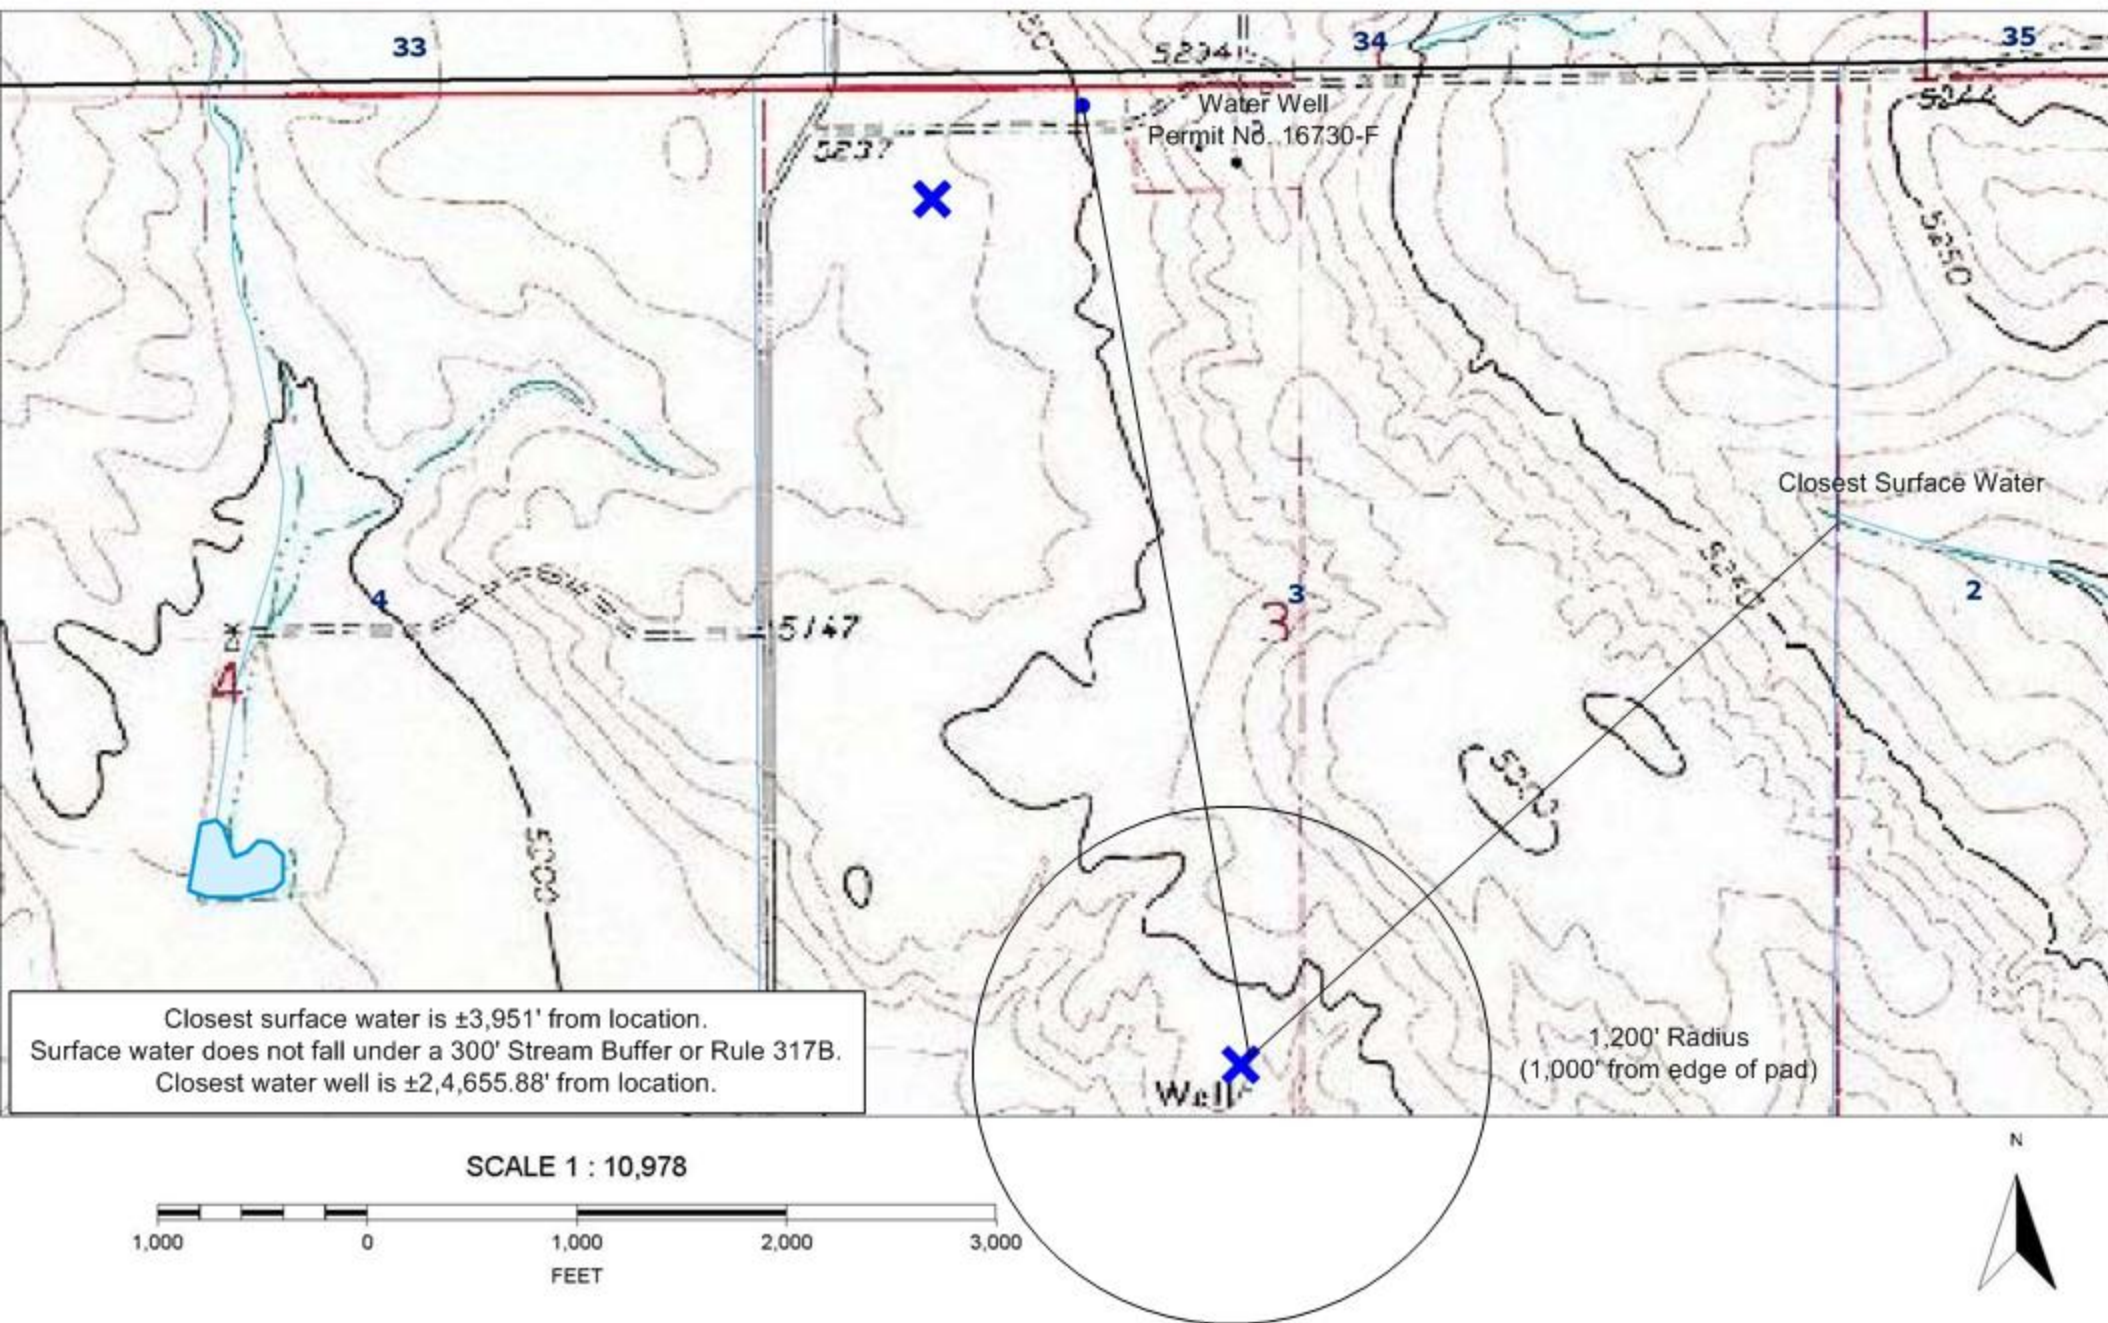 33
34
35
5244
Water Well
Permit No. 16730-F
5237
5250
Closest Surface Water
5250
2
4
3
3
5147
4
5200
Closest surface water is ±3,951' from location.
Surface water does not fall under a 300' Stream Buffer or Rule 317B.
Closest water well is ±2,4,655.88' from location.
1,200' Radius
(1,000' from edge of pad)
Well
SCALE 1 : 10,978
1,000 0 1,000 2,000 3,000
FEET
N